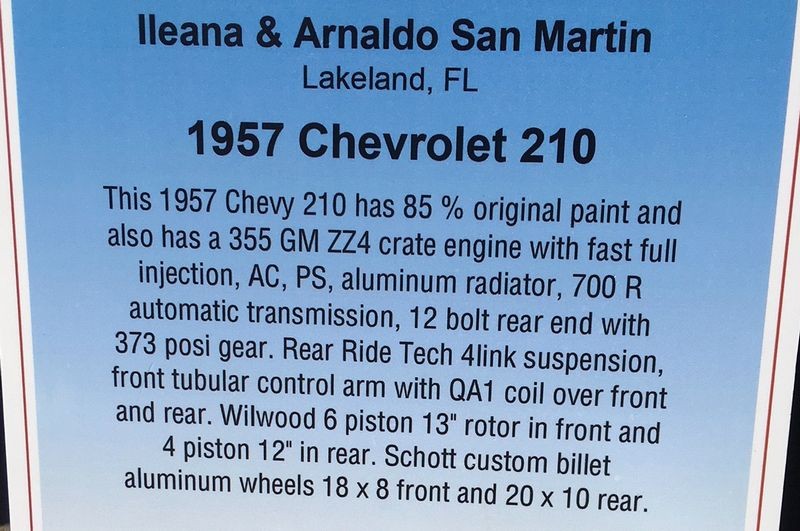 Ileana & Arnaldo San Martin
Lakeland, FL
1957 Chevrolet 210
This 1957 Chevy 210 has 85 % original paint and
also has a 355 GM ZZ4 crate engine with fast full
injection, AC, PS, aluminum radiator, 700 R
automatic transmission, 12 bolt rear end with
373 posi gear. Rear Ride Tech 4link suspension,
front tubular control arm with QA1 coil over front
and rear. Wilwood 6 piston 13" rotor in front and
4 piston 12" in rear. Schott custom billet
aluminum wheels 18 x 8 front and 20 x 10 rear.